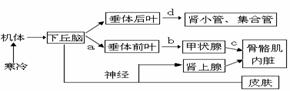 垂体后叶 d 肾小管、集合管
机体 下丘脑
a 垂体前叶 b 甲状腺 c 骨骼肌
内脏
寒冷 神经 肾上腺
皮肤